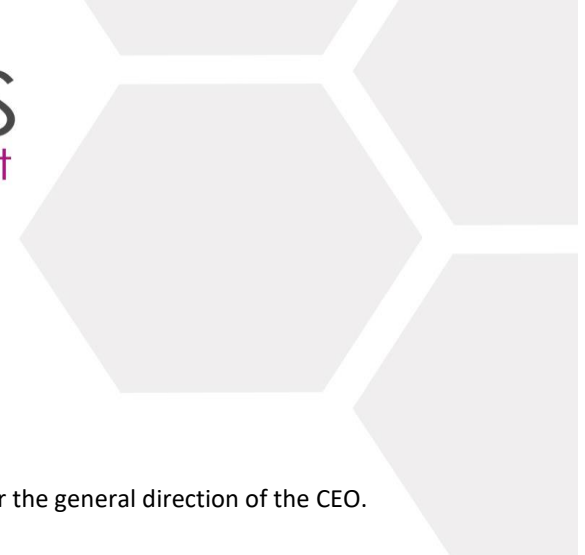 S
t
r the general direction of the CEO.